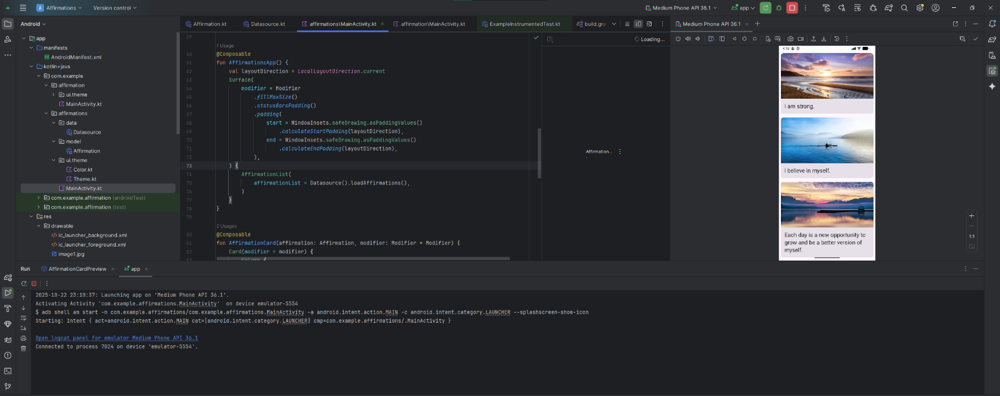 A Affirmations
Version control
Medium Phone API 36.1
app
Android
Affirmation.kt
Datasource.kt
affirmations\MainActivity.kt
affirmation\MainActivity.kt
ExampleInstrumentedTest.kt
build.gra
Medium Phone API 36.1
app
manifests
AndroidManifest.xml
kotlin+java
com.example
affirmation
ui.theme
MainActivity.kt
affirmations
data
Datasource
model
Affirmation
ui.theme
Color.kt
Theme.kt
MainActivity.kt
com.example.affirmation (androidTest)
com.example.affirmation (test)
res
drawable
ic_launcher_background.xml
ic_launcher_foreground.xml
image1.jpg
59
1 Usage
60 @Composable
61 fun AffirmationsApp() {
62 val layoutDirection = LocalLayoutDirection.current
63 Surface(
64 modifier = Modifier
65 .fillMaxSize()
66 .statusBarsPadding()
67 .padding(
68 start = WindowInsets.safeDrawing.asPaddingValues()
69 .calculateStartPadding(layoutDirection),
70 end = WindowInsets.safeDrawing.asPaddingValues()
71 .calculateEndPadding(layoutDirection),
72 ),
73 ) {
74 AffirmationList(
75 affirmationList = Datasource().loadAffirmations(),
76 )
77 }
78 }
79
2 Usages
80 @Composable
81 fun AffirmationCard(affirmation: Affirmation, modifier: Modifier = Modifier) {
82 Card(modifier = modifier) {
83 Column {
Loading...
Affirmation...
4:10
I am strong.
I believe in myself.
Each day is a new opportunity to
grow and be a better version of
myself.
1:1
Run
AffirmationCardPreview
app
2025-10-22 23:10:37: Launching app on 'Medium Phone API 36.1'.
Activating Activity 'com.example.affirmations.MainActivity' on device emulator-5554
$ adb shell am start -n com.example.affirmations/com.example.affirmations.MainActivity -a android.intent.action.MAIN -c android.intent.category.LAUNCHER --splashscreen-show-icon
Starting: Intent { act=android.intent.action.MAIN cat=[android.intent.category.LAUNCHER] cmp=com.example.affirmations/.MainActivity }
Open logcat panel for emulator Medium Phone API 36.1
Connected to process 7024 on device 'emulator-5554'.